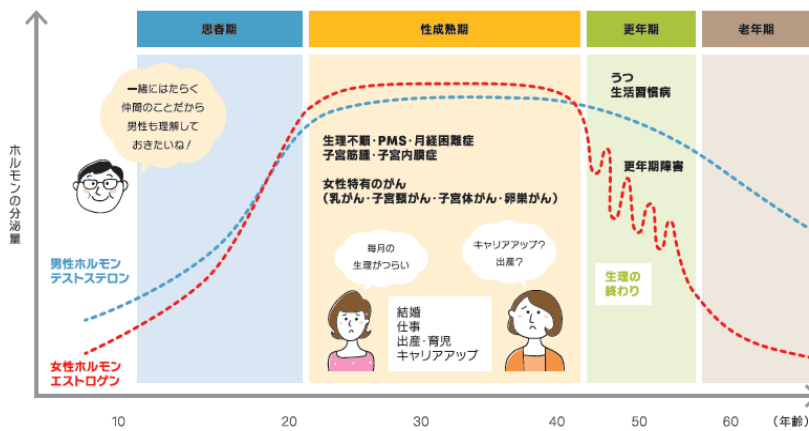 思春期
性成熟期
更年期
老年期
ホルモンの分泌量
一緒にはたらく
仲間のことだから
男性も理解して
おきたいね!
うつ
生活習慣病
生理不順・PMS・月経困難症
子宮筋腫・子宮内膜症
更年期障害
女性特有のがん
(乳がん・子宮頸がん・子宮体がん・卵巣がん)
毎月の
生理がつらい
キャリアアップ?
出産?
男性ホルモン
テストステロン
生理の
終わり
結婚
仕事
出産・育児
キャリアアップ
女性ホルモン
エストロゲン
10
20
30
40
50
60
(年齢)